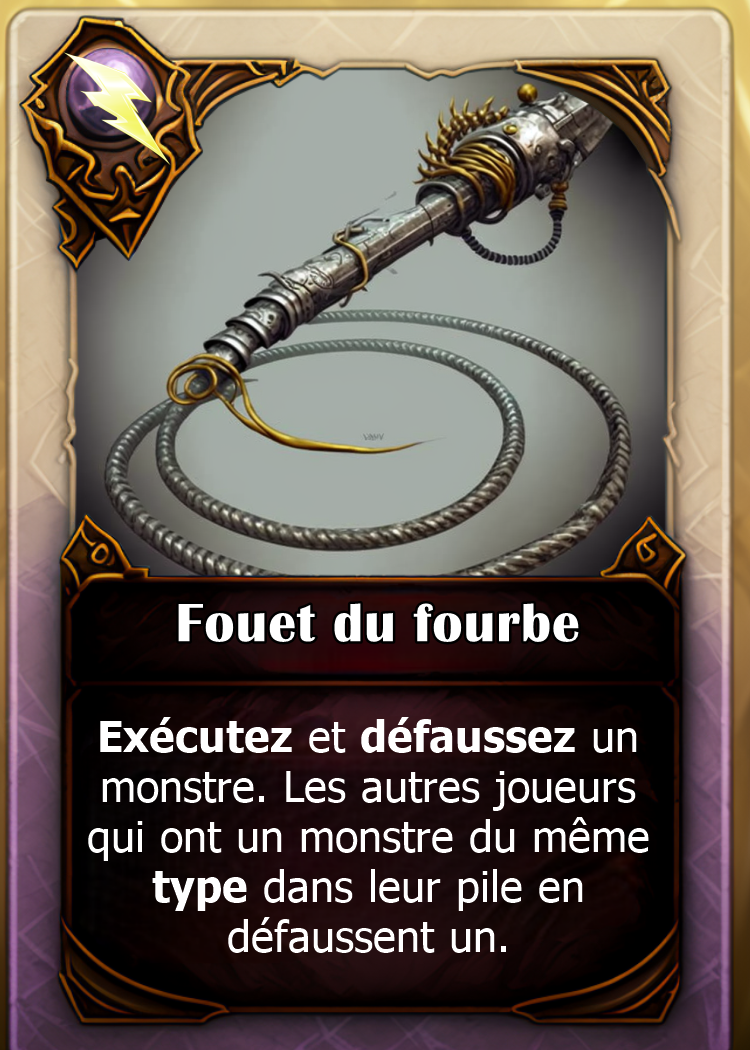 Fouet du fourbe
Exécutez et défaussez un
monstre. Les autres joueurs
qui ont un monstre du même
type dans leur pile en
défaussent un.